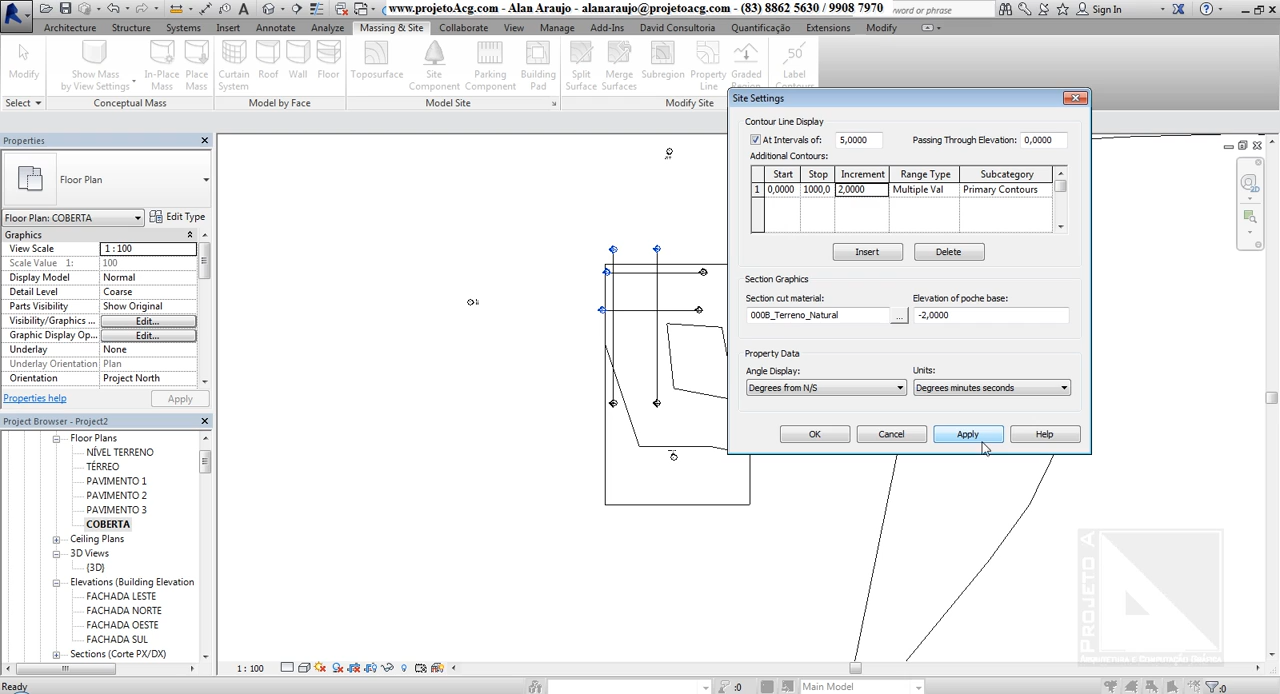 www.projetoAcg.com - Alan Araujo - alanaraujo@projetoacg.com - (83) 8862 5630 / 9908 7970
word or phrase
Sign In
Architecture Structure Systems Insert Annotate Analyze Massing & Site Collaborate View Manage Add-Ins David Consultoria Quantificação Extensions Modify
Modify
Show Mass
by View Settings
In-Place
Mass
Place
Mass
Curtain
System
Roof
Wall
Floor
Toposurface
Site
Component
Parking
Component
Building
Pad
Split
Surface
Merge
Surfaces
Subregion
Property
Line
Graded
Region
50
Label
Contours
Select
Conceptual Mass
Model by Face
Model Site
Modify Site
Properties
Floor Plan
Floor Plan: COBERTA
Edit Type
Graphics
View Scale 1 : 100
Scale Value 1: 100
Display Model Normal
Detail Level Coarse
Parts Visibility Show Original
Visibility/Graphics ... Edit...
Graphic Display Op... Edit...
Underlay None
Underlay Orientation Plan
Orientation Project North
Properties help
Apply
Project Browser - Project2
Floor Plans
NÍVEL TERRENO
TÉRREO
PAVIMENTO 1
PAVIMENTO 2
PAVIMENTO 3
COBERTA
Ceiling Plans
3D Views
{3D}
Elevations (Building Elevation
FACHADA LESTE
FACHADA NORTE
FACHADA OESTE
FACHADA SUL
Sections (Corte PX/DX)
Site Settings
Contour Line Display
At Intervals of: 5,0000
Passing Through Elevation: 0,0000
Additional Contours:
Start Stop Increment Range Type Subcategory
1 0,0000 1000,0 2,0000 Multiple Val Primary Contours
Insert
Delete
Section Graphics
Section cut material: Elevation of poche base:
000B_Terreno_Natural ... -2,0000
Property Data
Angle Display: Units:
Degrees from N/S Degrees minutes seconds
OK Cancel Apply Help
PROJETO A
1 : 100
Ready
:0
Main Model
:0